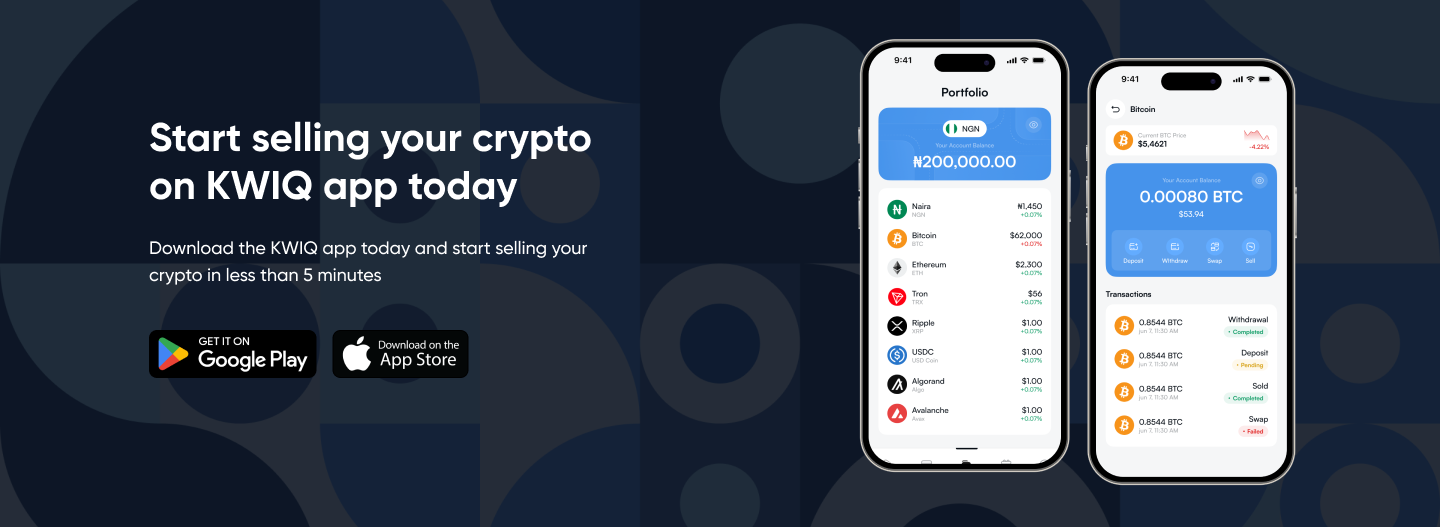 Start selling your crypto
on KWIQ app today
Download the KWIQ app today and start selling your
crypto in less than 5 minutes
GET IT ON
Google Play
Download on the
App Store
9:41
Portfolio
NGN
Your Account Balance
₦200,000.00
Naira ₦1,450
NGN +0.07%
Bitcoin $62,000
BTC +0.07%
Ethereum $2,300
ETH +0.07%
Tron $56
TRX +0.07%
Ripple $1.00
XRP +0.07%
USDC $1.00
USD Coin +0.07%
Algorand $1.00
Algo +0.07%
Avalanche $1.00
Avax +0.07%
9:41
Bitcoin
Current BTC Price
$5,4621 -4.22%
Your Account Balance
0.00080 BTC
$53.94
Deposit Withdraw Swap Sell
Transactions
0.8544 BTC Withdrawal
jun 7, 11:30 AM Completed
0.8544 BTC Deposit
jun 7, 11:30 AM Pending
0.8544 BTC Sold
jun 7, 11:30 AM Completed
0.8544 BTC Swap
jun 7, 11:30 AM Failed